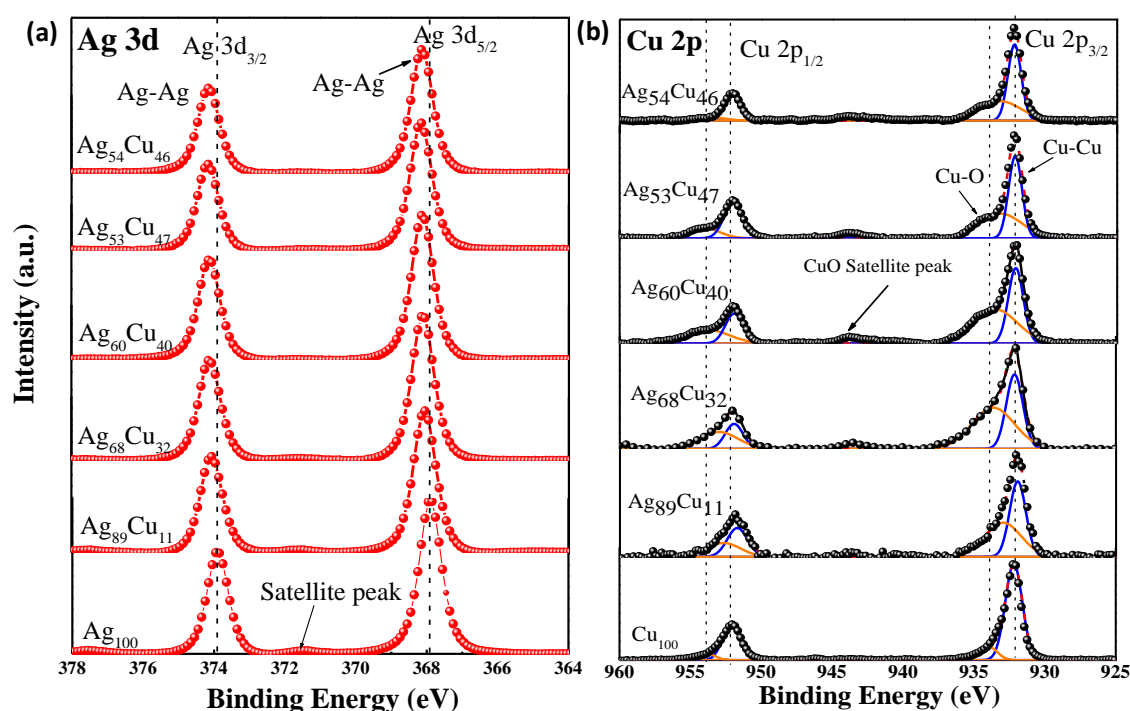 (a) Ag 3d
Ag 3d3/2
Ag 3d5/2
Ag-Ag
Ag-Ag
Ag54Cu46
Ag53Cu47
Ag60Cu40
Ag68Cu32
Ag89Cu11
Satellite peak
Ag100
Intensity (a.u.)
378 376 374 372 370 368 366 364
Binding Energy (eV)
(b) Cu 2p
Cu 2p1/2
Cu 2p3/2
Ag54Cu46
Cu-Cu
Cu-O
Ag53Cu47
CuO Satellite peak
Ag60Cu40
Ag68Cu32
Ag89Cu11
Cu100
960 955 950 945 940 935 930 925
Binding Energy (eV)